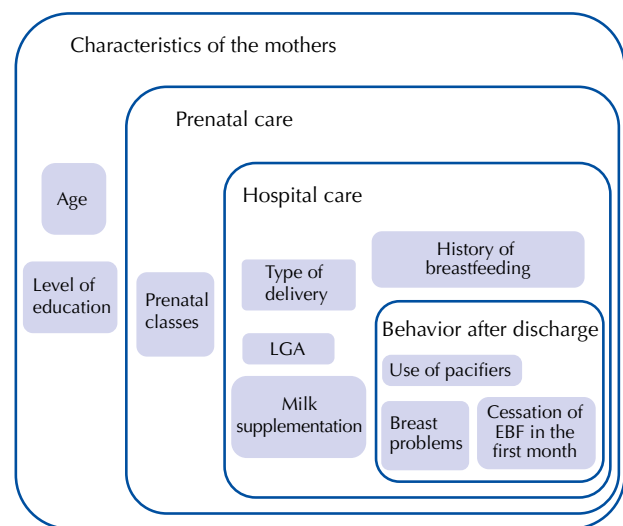 Characteristics of the mothers
Prenatal care
Hospital care
Age
Level of
education
Prenatal
classes
Type of
delivery
History of
breastfeeding
LGA
Milk
supplementation
Behavior after discharge
Use of pacifiers
Breast
problems
Cessation of
EBF in the
first month